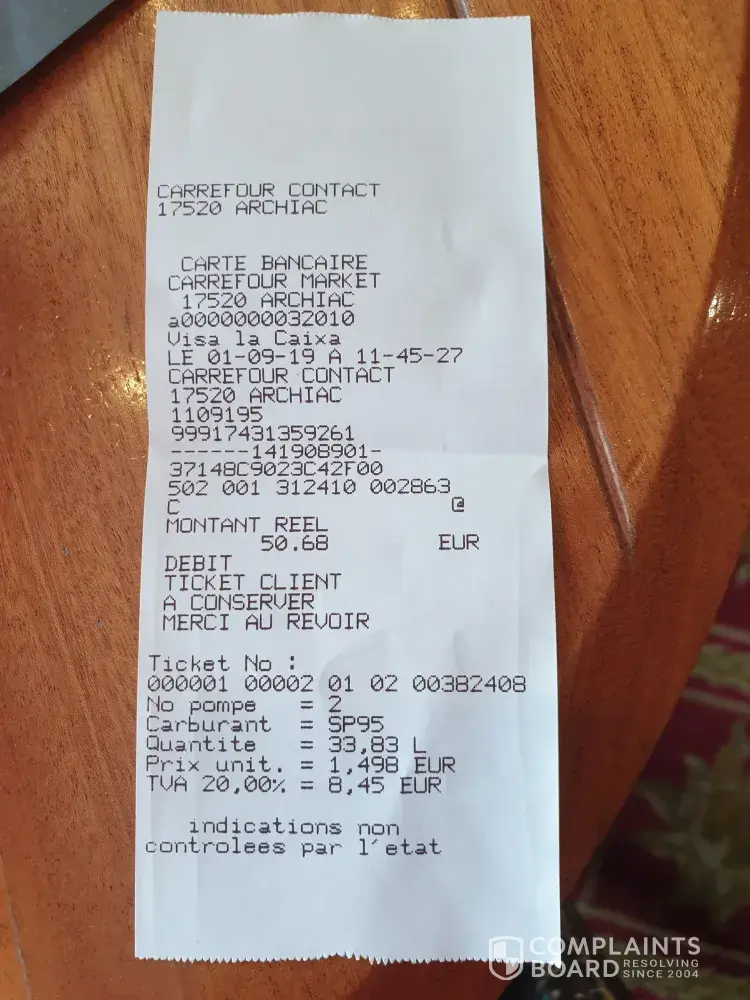 CARREFOUR CONTACT
17520 ARCHIAC
CARTE BANCAIRE
CARREFOUR MARKET
17520 ARCHIAC
a0000000032010
Visa la Caixa
LE 01-09-19 A 11-45-27
CARREFOUR CONTACT
17520 ARCHIAC
1109195
99917431359261
------141908901-
37148C9023C42F00
502 001 312410 002863
C @
MONTANT REEL
50.68 EUR
DEBIT
TICKET CLIENT
A CONSERVER
MERCI AU REVOIR
Ticket No :
000001 00002 01 02 00382408
No pompe = 2
Carburant = SP95
Quantite = 33,83 L
Prix unit. = 1,498 EUR
TVA 20,00% = 8,45 EUR
indications non
controlees par l'etat
COMPLAINTS
BOARD RESOLVING SINCE 2004